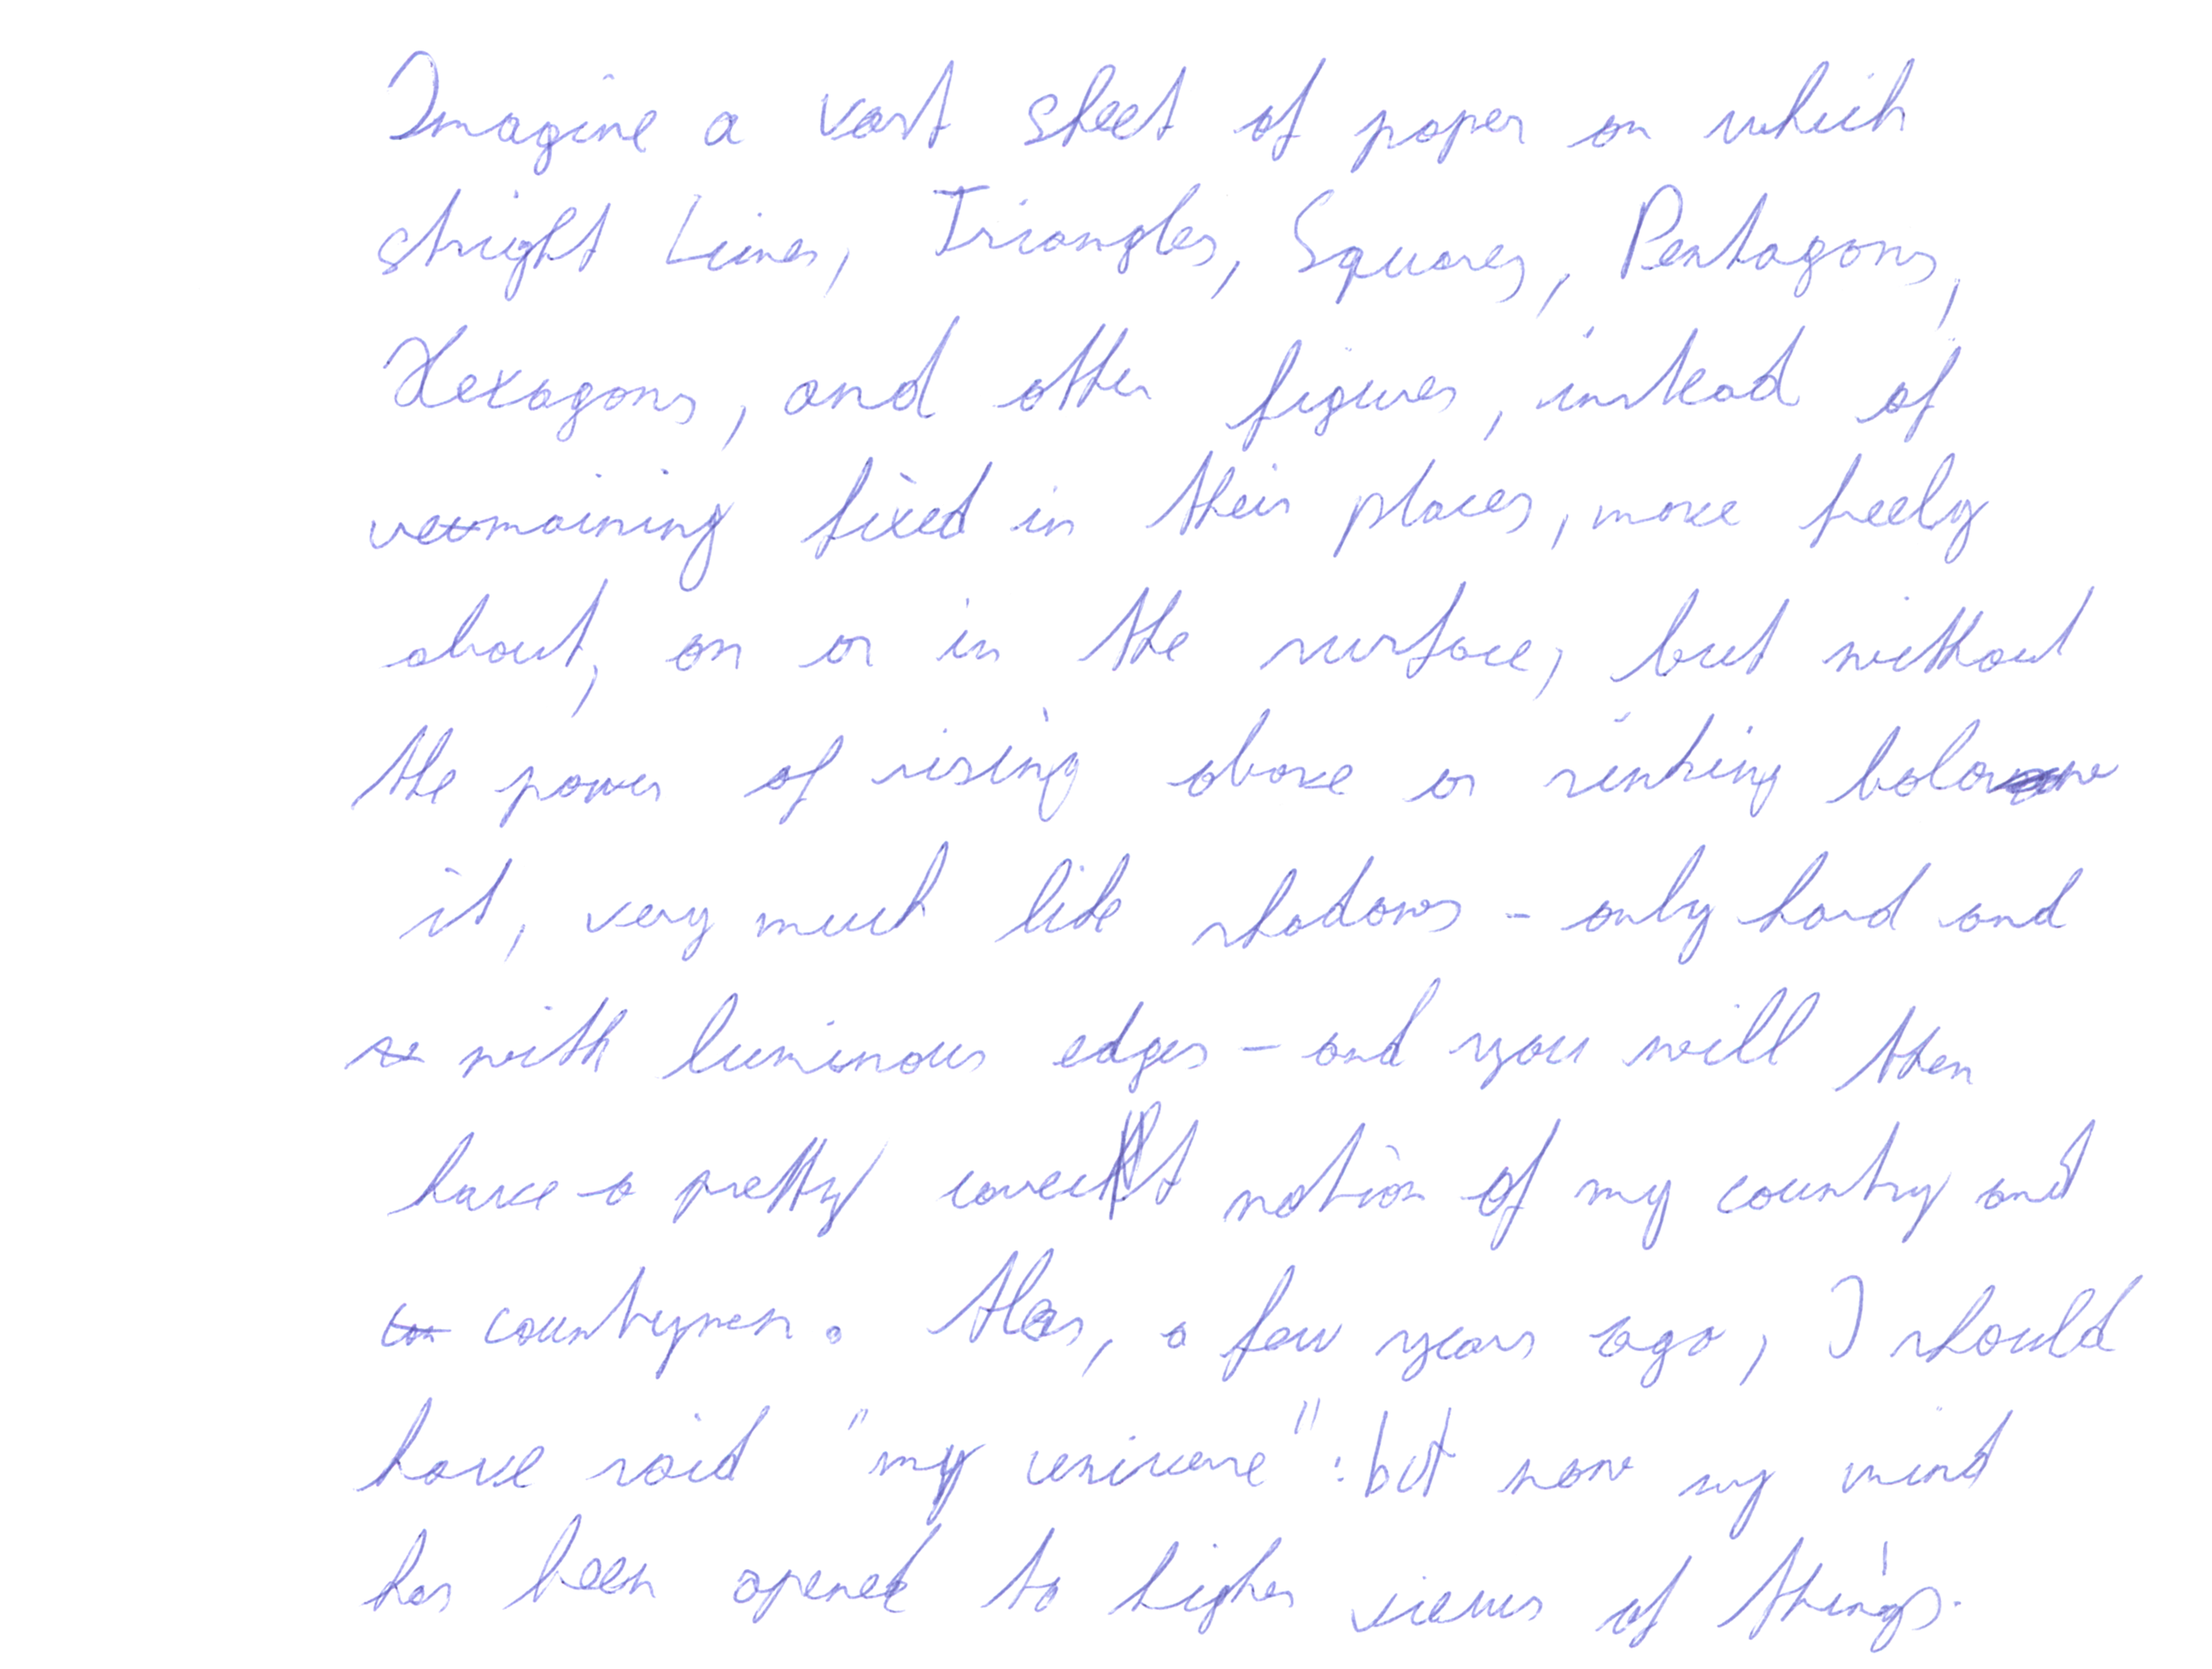 Imagine a vast sheet of paper on which
stright Lines, Triangles, Squares, Pentagons,
Hexagons, and other figures, instead of
remaining fixed in their places, move freely
about, on or in the surface, but without
the power of rising above or sinking below
it, very much like shadows - only hard and
with luminous edges - and you will then
have a pretty correct notion of my country and
countrymen. Alas, a few years ago, I should
have said "my universe": but now my mind
has been opened to higher views of things.